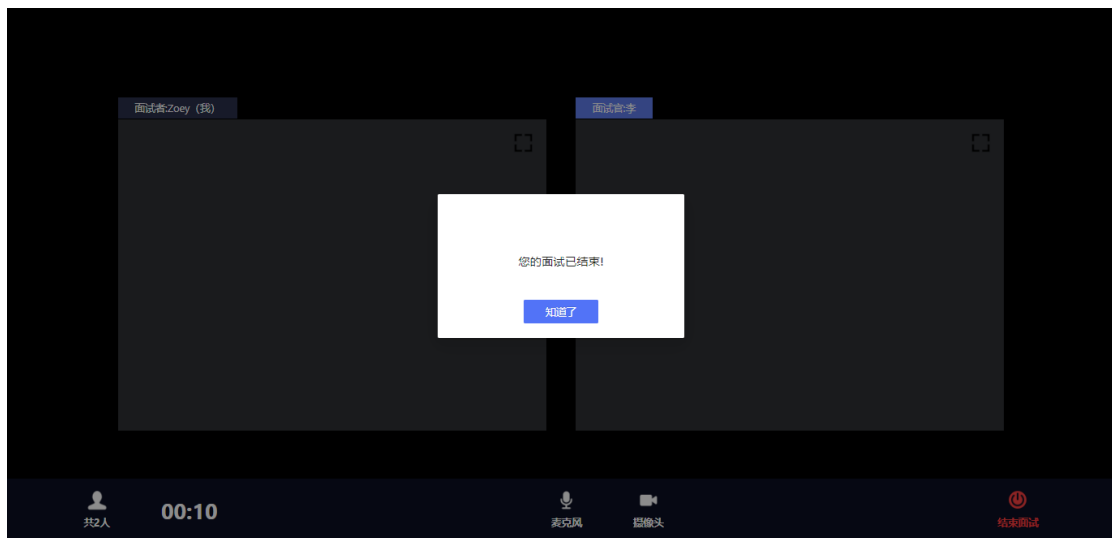 面试者:Zoey（我）
面试官:李
您的面试已结束!
知道了
共2人
00:10
麦克风
摄像头
结束面试